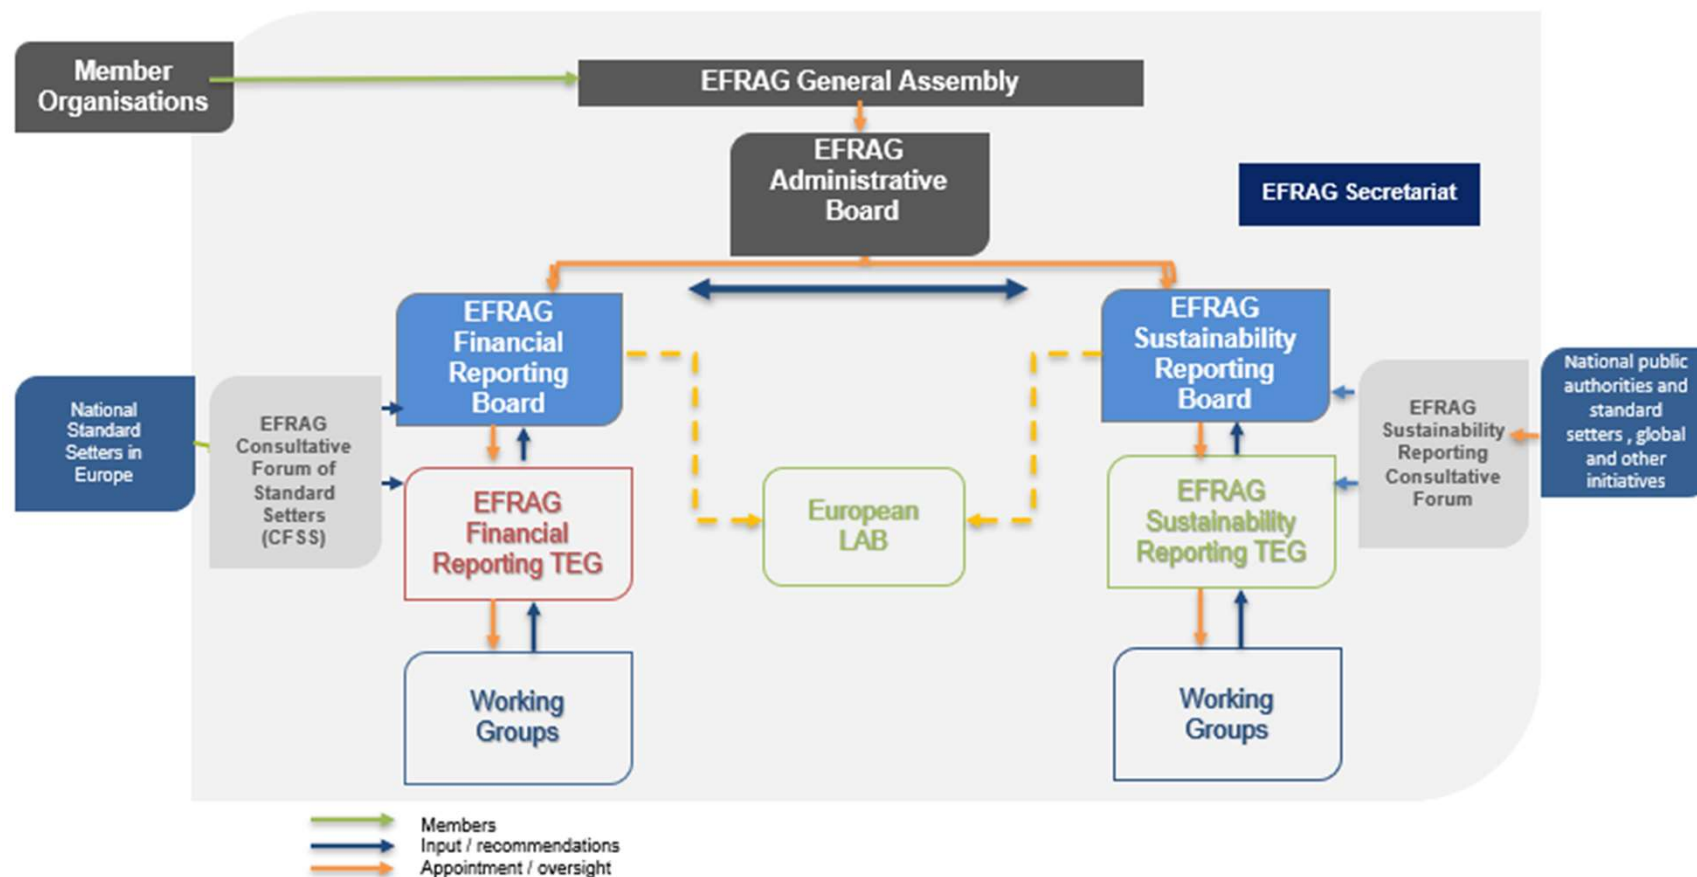 Member
Organisations
EFRAG General Assembly
EFRAG
Administrative
Board
EFRAG Secretariat
EFRAG
Financial
Reporting
Board
EFRAG
Sustainability
Reporting
Board
National
Standard
Setters in
Europe
EFRAG
Consultative
Forum of
Standard
Setters
(CFSS)
EFRAG
Financial
Reporting TEG
European
LAB
EFRAG
Sustainability
Reporting TEG
EFRAG
Sustainability
Reporting
Consultative
Forum
National public
authorities and
standard
setters , global
and other
initiatives
Working
Groups
Working
Groups
Members
Input / recommendations
Appointment / oversight